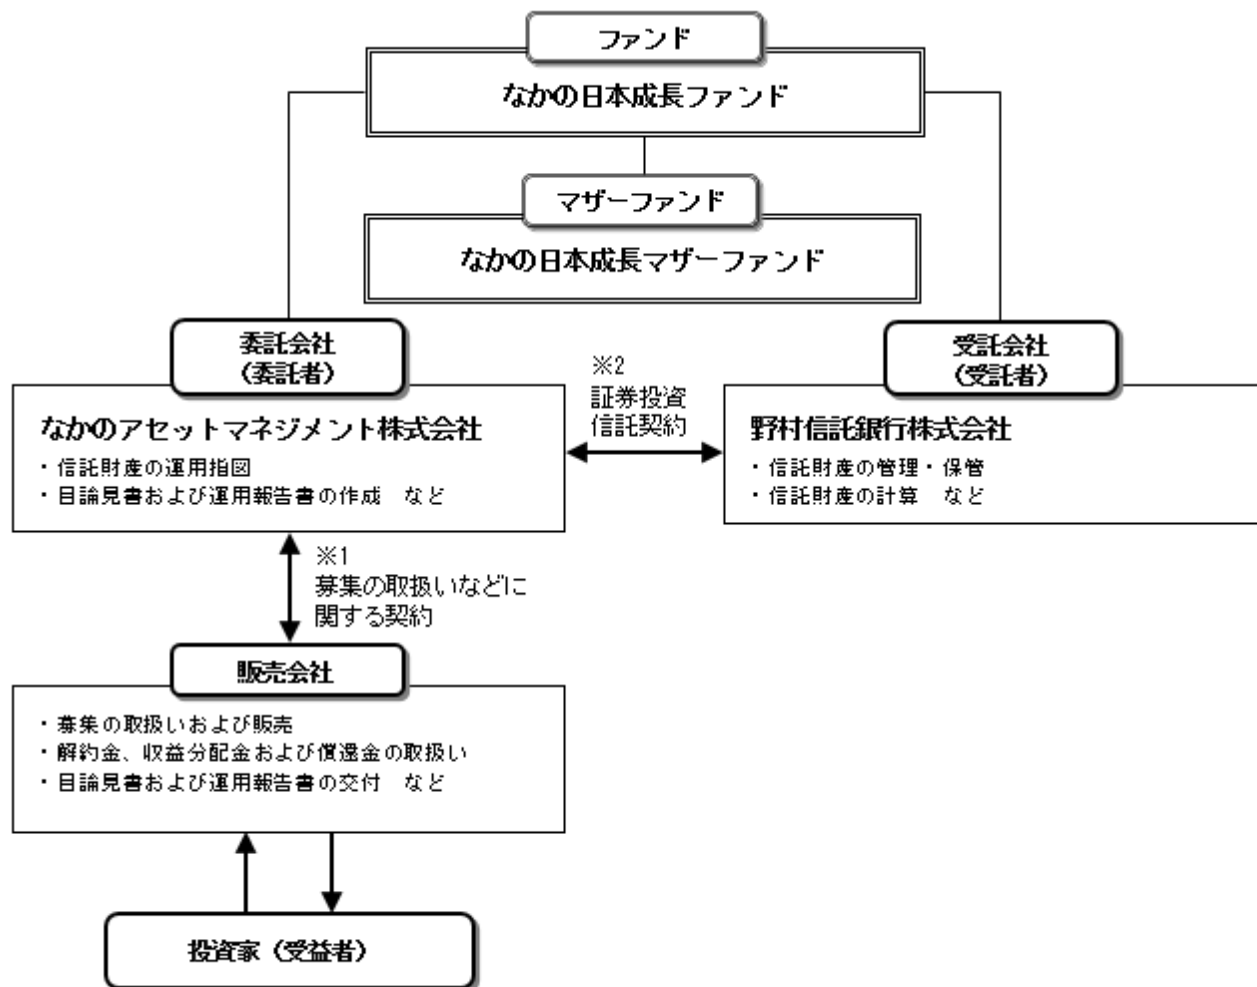 ファンド
なかの日本成長ファンド
マザーファンド
なかの日本成長マザーファンド
委託会社
（委託者）
なかのアセットマネジメント株式会社
・信託財産の運用指図
・目論見書および運用報告書の作成　など
※2
証券投資
信託契約
受託会社
（受託者）
野村信託銀行株式会社
・信託財産の管理・保管
・信託財産の計算　など
※1
募集の取扱いなどに
関する契約
販売会社
・募集の取扱いおよび販売
・解約金、収益分配金および償還金の取扱い
・目論見書および運用報告書の交付　など
投資家（受益者）